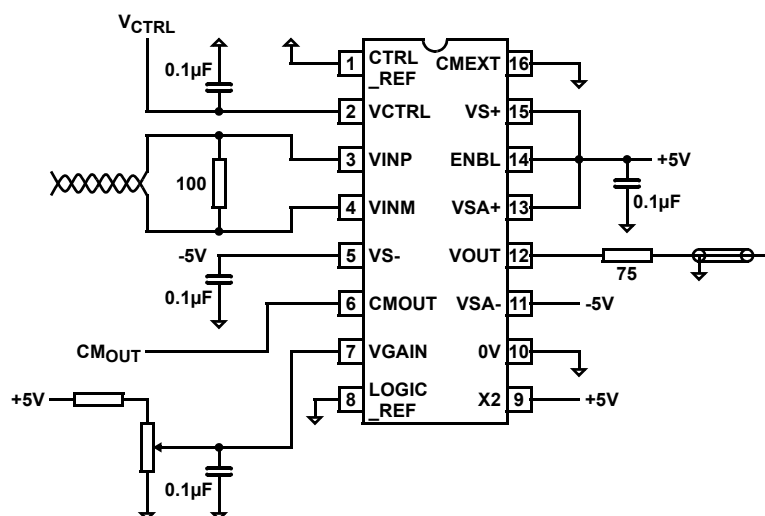 VCTRL
0.1µF
1 CTRL_REF
CMEXT 16
2 VCTRL
VS+ 15
3 VINP
ENBL 14
+5V
100
4 VINM
VSA+ 13
0.1µF
-5V
5 VS-
VOUT 12
75
0.1µF
6 CMOUT
VSA- 11
-5V
CMOUT
7 VGAIN
0V 10
+5V
8 LOGIC_REF
X2 9
+5V
0.1µF